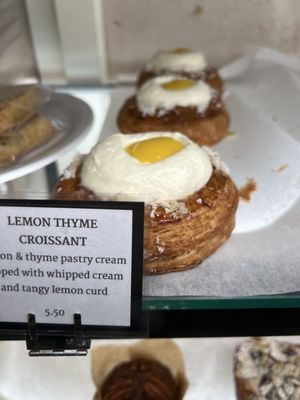 LEMON THYME
CROISSANT
on & thyme pastry cream
pped with whipped cream
and tangy lemon curd
5.50